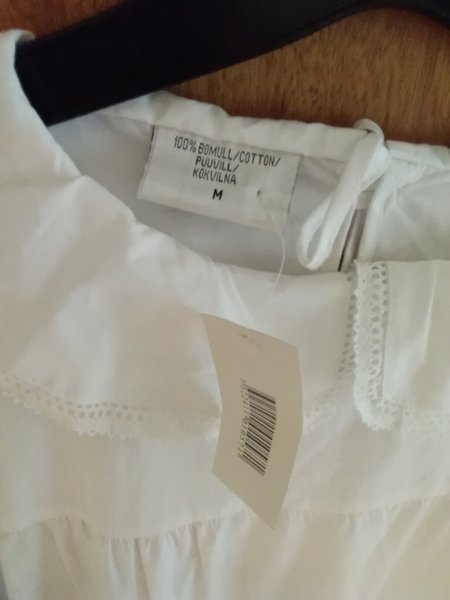 100% BOMULL/COTTON/
PUUVILL/
KOKVILNA
M